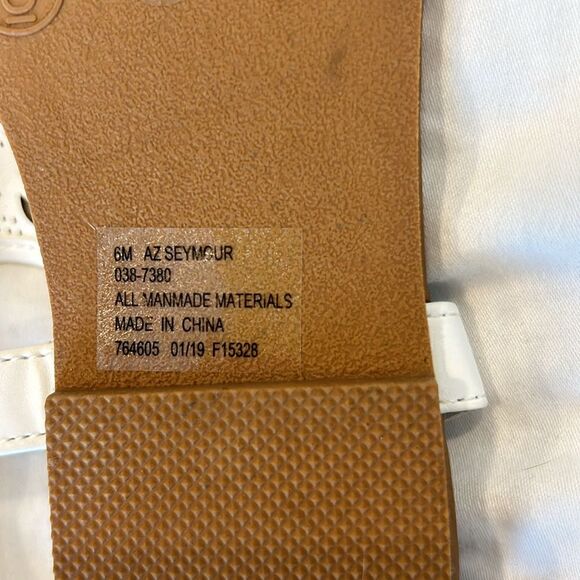 6M AZ SEYMOUR
038-7380
ALL MANMADE MATERIALS
MADE IN CHINA
764605 01/19 F15328